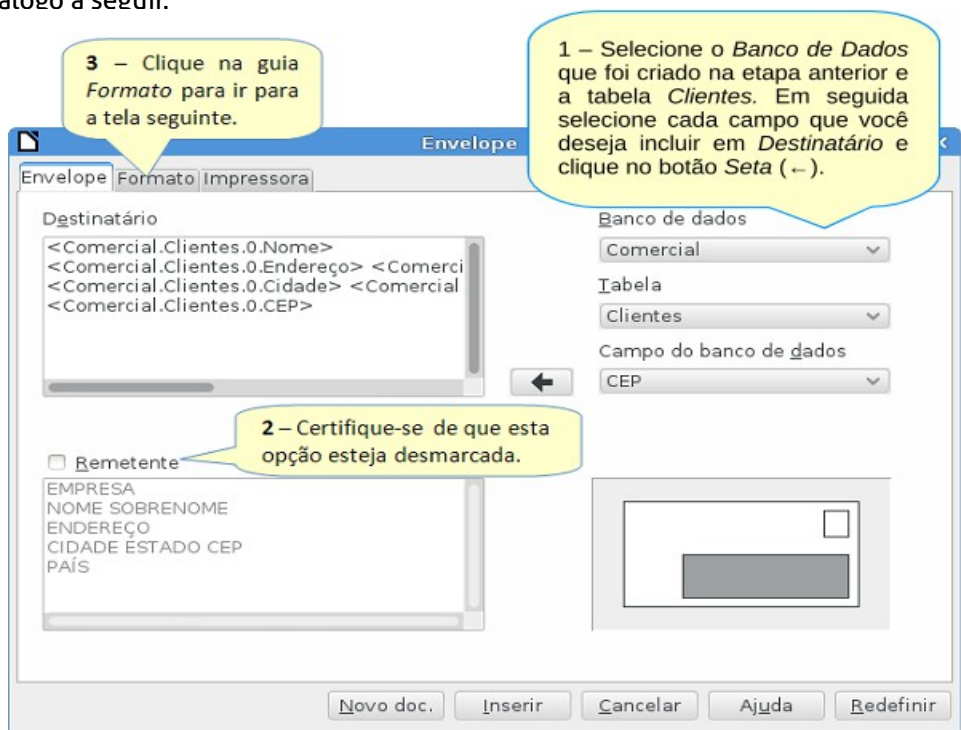 álogo a seguir.
3 – Clique na guia
Formato para ir para
a tela seguinte.
1 – Selecione o Banco de Dados
que foi criado na etapa anterior e
a tabela Clientes. Em seguida
selecione cada campo que você
deseja incluir em Destinatário e
clique no botão Seta (←).
Envelope
Envelope Formato Impressora
Destinatário
<Comercial.Clientes.0.Nome>
<Comercial.Clientes.0.Endereço> <Comerci
<Comercial.Clientes.0.Cidade> <Comercial
<Comercial.Clientes.0.CEP>
Banco de dados
Comercial
Tabela
Clientes
Campo do banco de dados
CEP
2 – Certifique-se de que esta
opção esteja desmarcada.
Remetente
EMPRESA
NOME SOBRENOME
ENDEREÇO
CIDADE ESTADO CEP
PAÍS
Novo doc. Inserir Cancelar Ajuda Redefinir